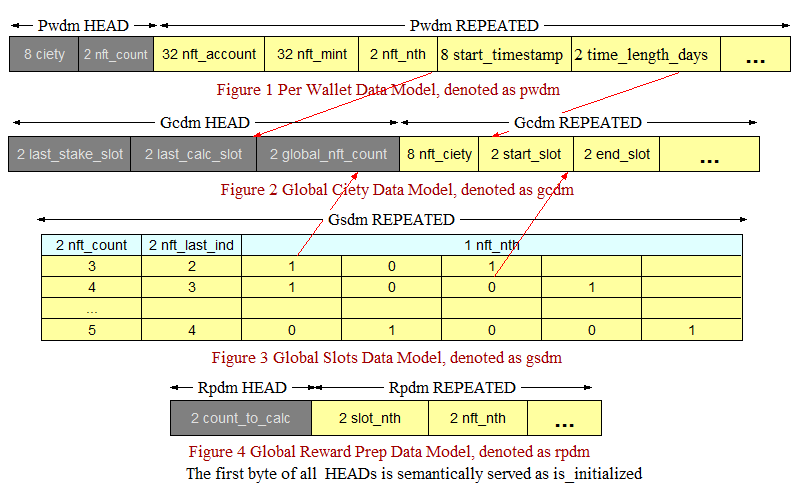 Pwdm HEAD Pwdm REPEATED
8 ciety 2 nft_count 32 nft_account 32 nft_mint 2 nft_nth 8 start_timestamp 2 time_length_days ...
Figure 1 Per Wallet Data Model, denoted as pwdm
Gcdm HEAD Gcdm REPEATED
2 last_stake_slot 2 last_calc_slot 2 global_nft_count 8 nft_ciety 2 start_slot 2 end_slot ...
Figure 2 Global Ciety Data Model, denoted as gcdm
Gsdm REPEATED
2 nft_count 2 nft_last_ind 1 nft_nth
3 2 1 0 1
4 3 1 0 0 1
...
5 4 0 1 0 0 1
Figure 3 Global Slots Data Model, denoted as gsdm
Rpdm HEAD Rpdm REPEATED
2 count_to_calc 2 slot_nth 2 nft_nth ...
Figure 4 Global Reward Prep Data Model, denoted as rpdm
The first byte of all HEADs is semantically served as is_initialized